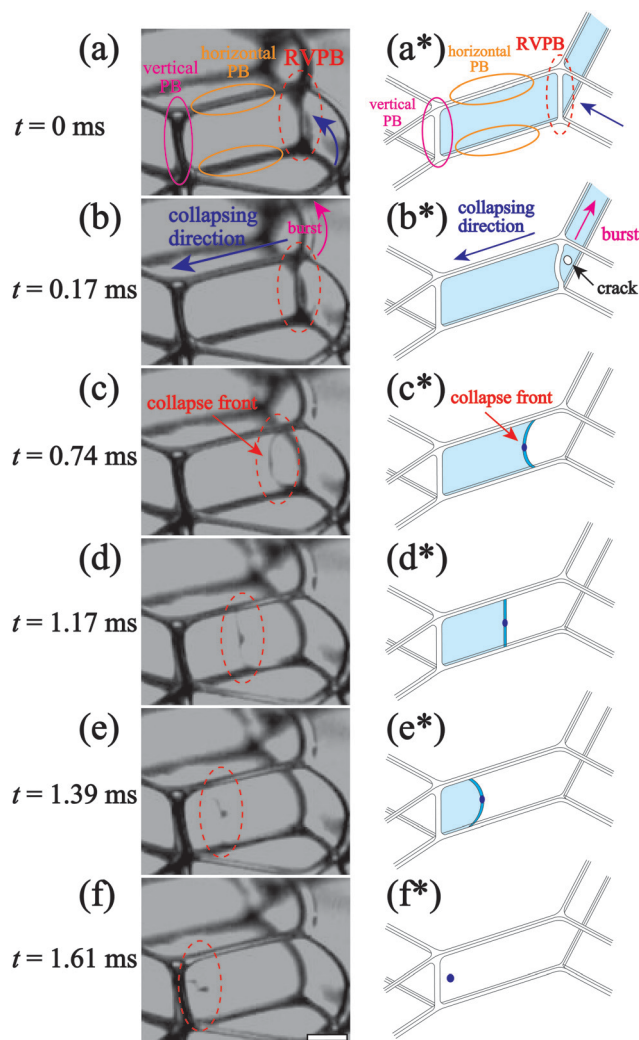 (a)
vertical
PB
horizontal
PB
RVPB
t = 0 ms
(a*)
vertical
PB
horizontal
PB
RVPB
(b)
collapsing
direction
burst
t = 0.17 ms
(b*)
collapsing
direction
burst
crack
(c)
collapse front
t = 0.74 ms
(c*)
collapse front
(d)
t = 1.17 ms
(d*)
(e)
t = 1.39 ms
(e*)
(f)
t = 1.61 ms
(f*)